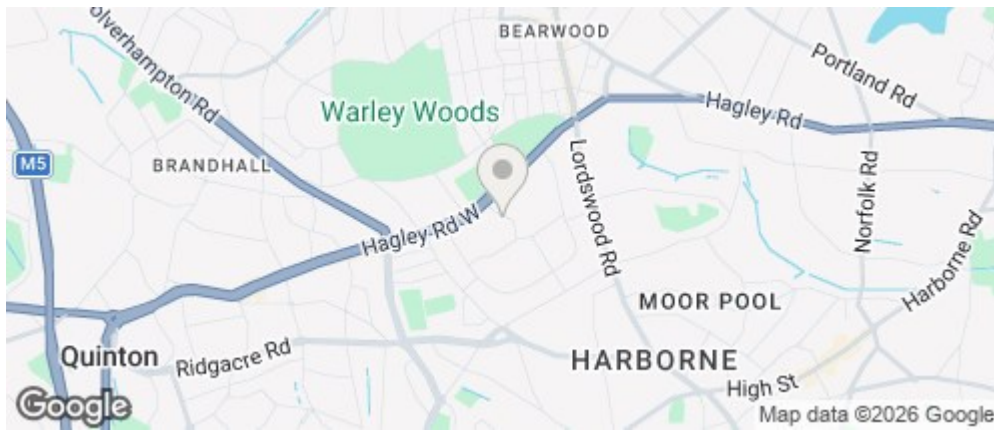 BEARWOOD
olverhampton Rd
Portland Rd
Warley Woods
Hagley Rd
M5
BRANDHALL
Lordswood Rd
Norfolk Rd
Hagley Rd W
Harborne Rd
MOOR POOL
Quinton
Ridgacre Rd
HARBORNE
High St
Google
Map data ©2026 Google